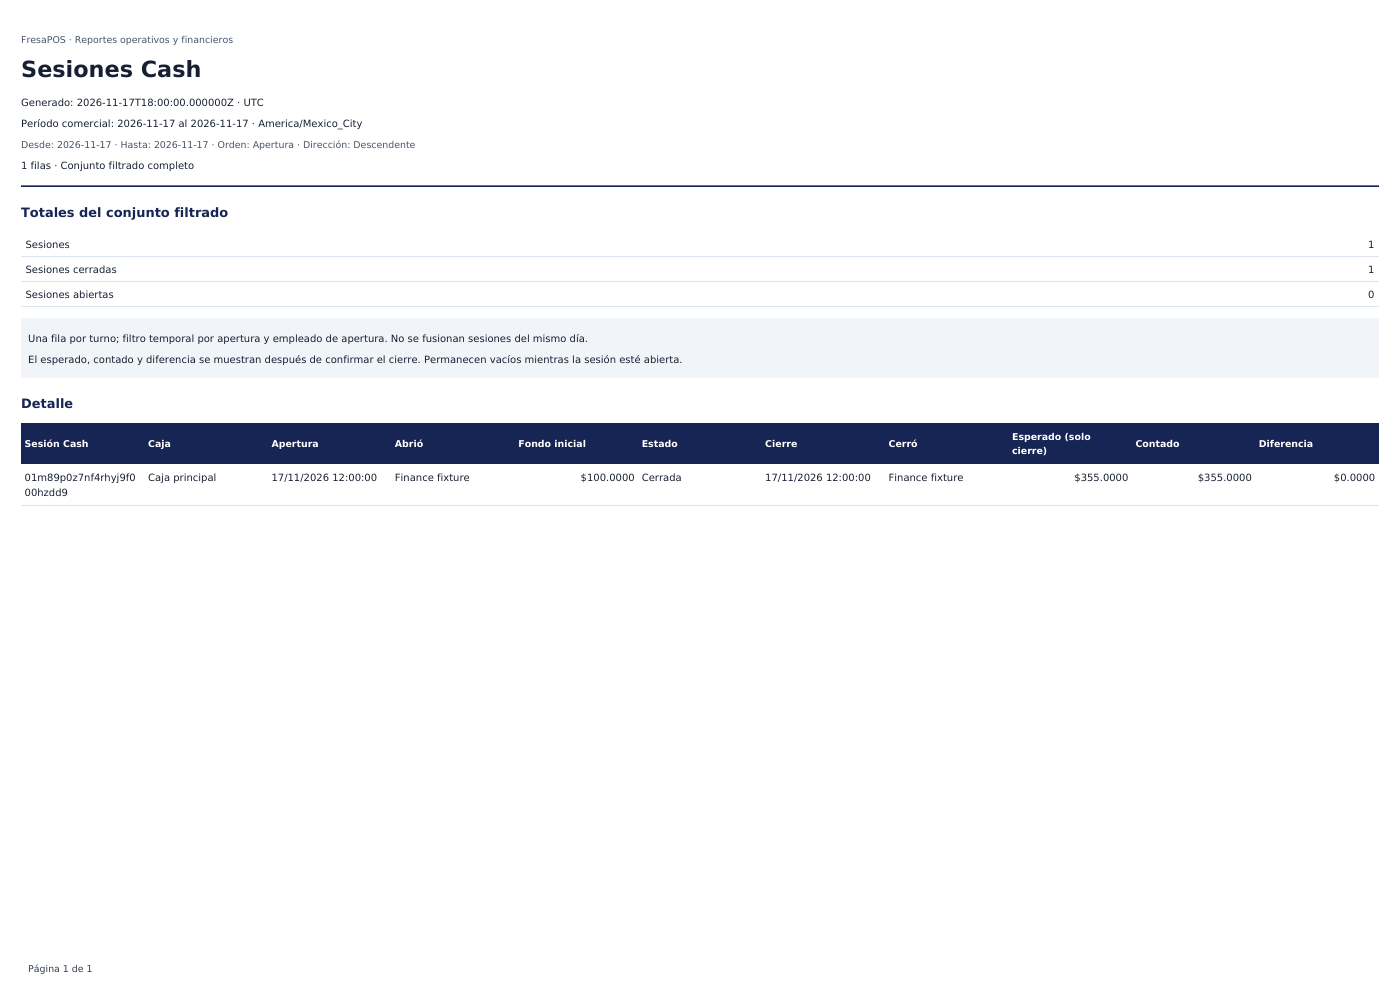 FresaPOS · Reportes operativos y financieros
Sesiones Cash
Generado: 2026-11-17T18:00:00.000000Z · UTC
Período comercial: 2026-11-17 al 2026-11-17 · America/Mexico_City
Desde: 2026-11-17 · Hasta: 2026-11-17 · Orden: Apertura · Dirección: Descendente
1 filas · Conjunto filtrado completo
Totales del conjunto filtrado
Sesiones 1
Sesiones cerradas 1
Sesiones abiertas 0
Una fila por turno; filtro temporal por apertura y empleado de apertura. No se fusionan sesiones del mismo día.
El esperado, contado y diferencia se muestran después de confirmar el cierre. Permanecen vacíos mientras la sesión esté abierta.
Detalle
Sesión Cash Caja Apertura Abrió Fondo inicial Estado Cierre Cerró Esperado (solo cierre) Contado Diferencia
01m89p0z7nf4rhyj9f0 Caja principal 17/11/2026 12:00:00 Finance fixture $100.0000 Cerrada 17/11/2026 12:00:00 Finance fixture $355.0000 $355.0000 $0.0000
00hzdd9
Página 1 de 1